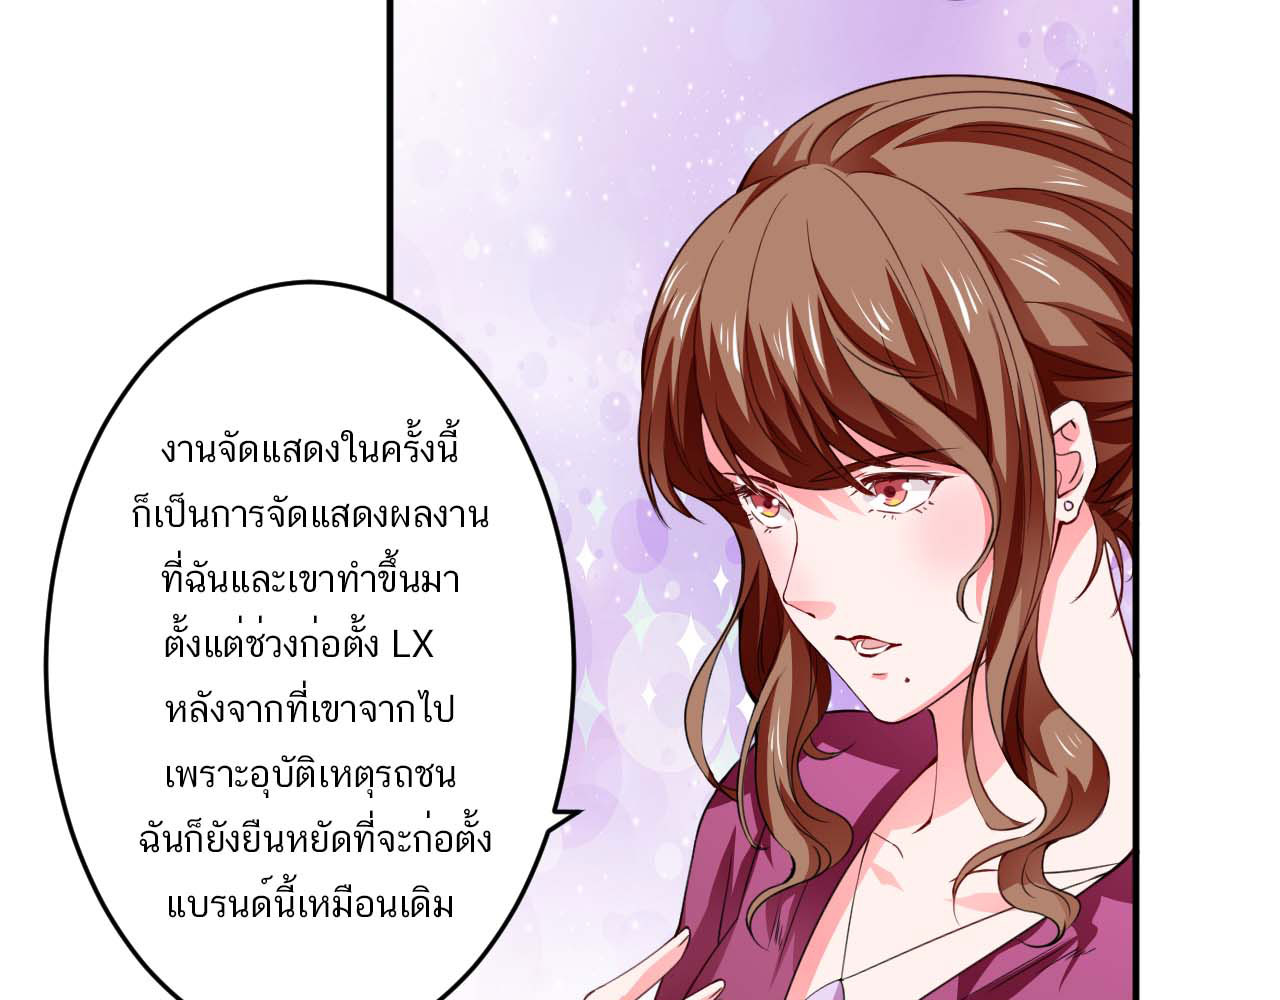 งานจัดแสดงในครั้งนี้
ก็เป็นการจัดแสดงผลงาน
ที่ฉันและเขาทำขึ้นมา
ตั้งแต่ช่วงก่อตั้ง LX
หลังจากที่เขาจากไป
เพราะอุบัติเหตุรถชน
ฉันก็ยังยืนหยัดที่จะก่อตั้ง
แบรนด์นี้เหมือนเดิม